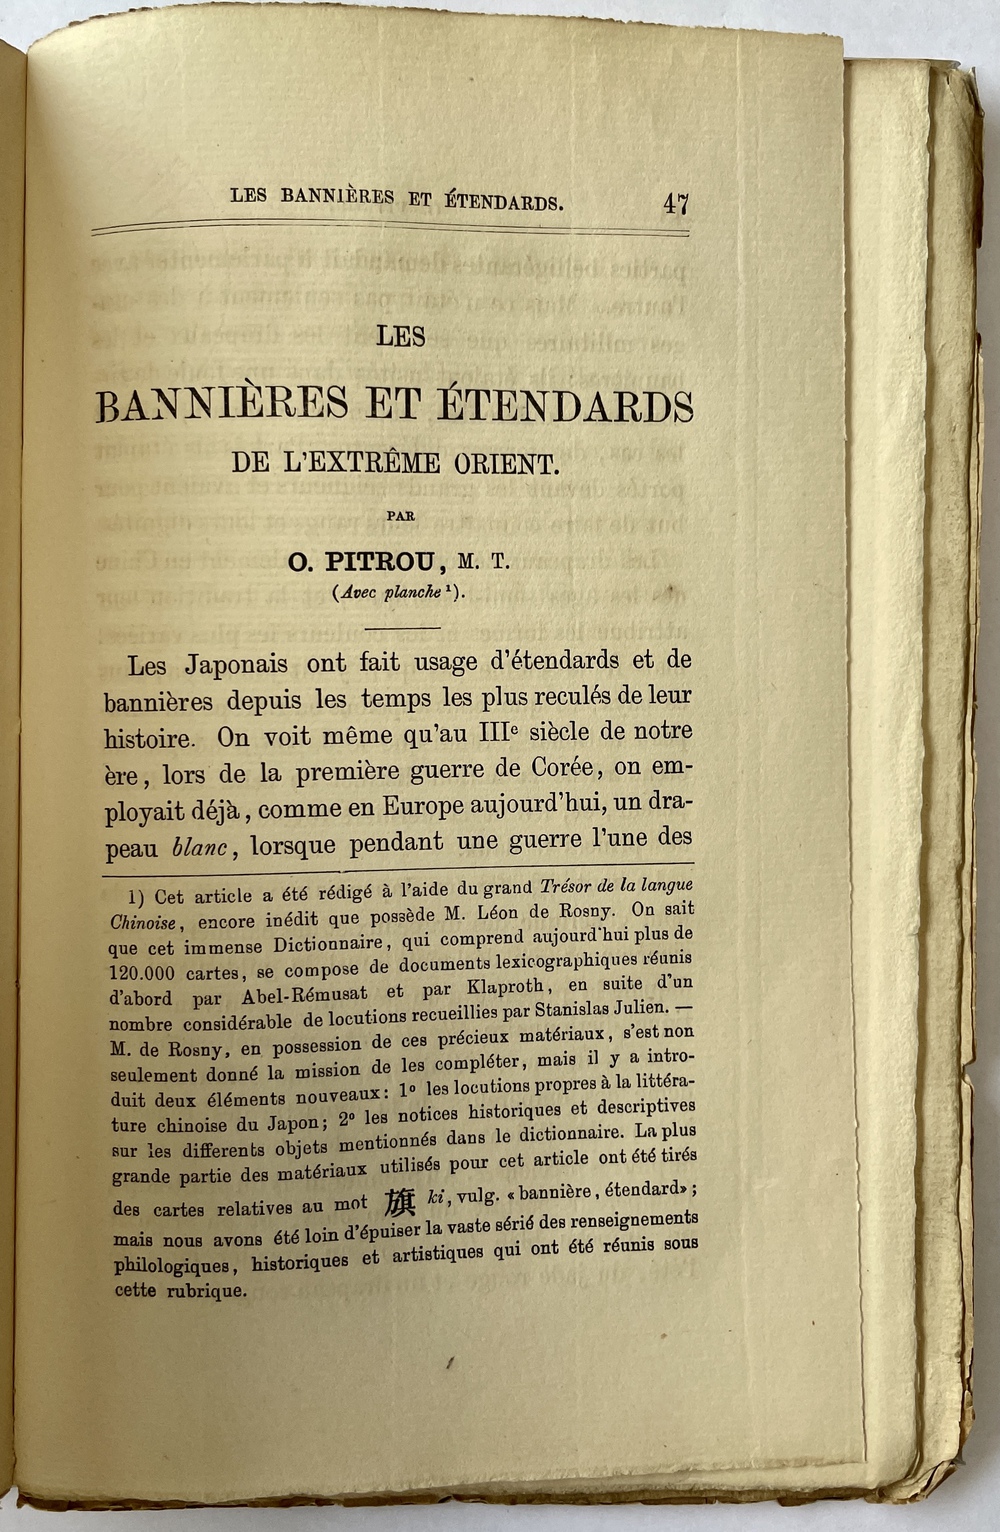 LES BANNIÈRES ET ÉTENDARDS. 47
LES
BANNIÈRES ET ÉTENDARDS
DE L'EXTRÊME ORIENT.
PAR
O. PITROU, M. T.
(Avec planche ¹).
Les Japonais ont fait usage d'étendards et de
bannières depuis les temps les plus reculés de leur
histoire. On voit même qu'au IIIe siècle de notre
ère, lors de la première guerre de Corée, on em-
ployait déjà, comme en Europe aujourd'hui, un dra-
peau blanc, lorsque pendant une guerre l'une des
1) Cet article a été rédigé à l'aide du grand Trésor de la langue
Chinoise, encore inédit que possède M. Léon de Rosny. On sait
que cet immense Dictionnaire, qui comprend aujourd'hui plus de
120.000 cartes, se compose de documents lexicographiques réunis
d'abord par Abel-Rémusat et par Klaproth, en suite d'un
nombre considérable de locutions recueillies par Stanislas Julien. —
M. de Rosny, en possession de ces précieux matériaux, s'est non
seulement donné la mission de les compléter, mais il y a intro-
duit deux éléments nouveaux: 1º les locutions propres à la littéra-
ture chinoise du Japon; 2º les notices historiques et descriptives
sur les differents objets mentionnés dans le dictionnaire. La plus
grande partie des matériaux utilisés pour cet article ont été tirés
des cartes relatives au mot 旗 ki, vulg. «bannière, étendard»;
mais nous avons été loin d'épuiser la vaste sérié des renseignements
philologiques, historiques et artistiques qui ont été réunis sous
cette rubrique.